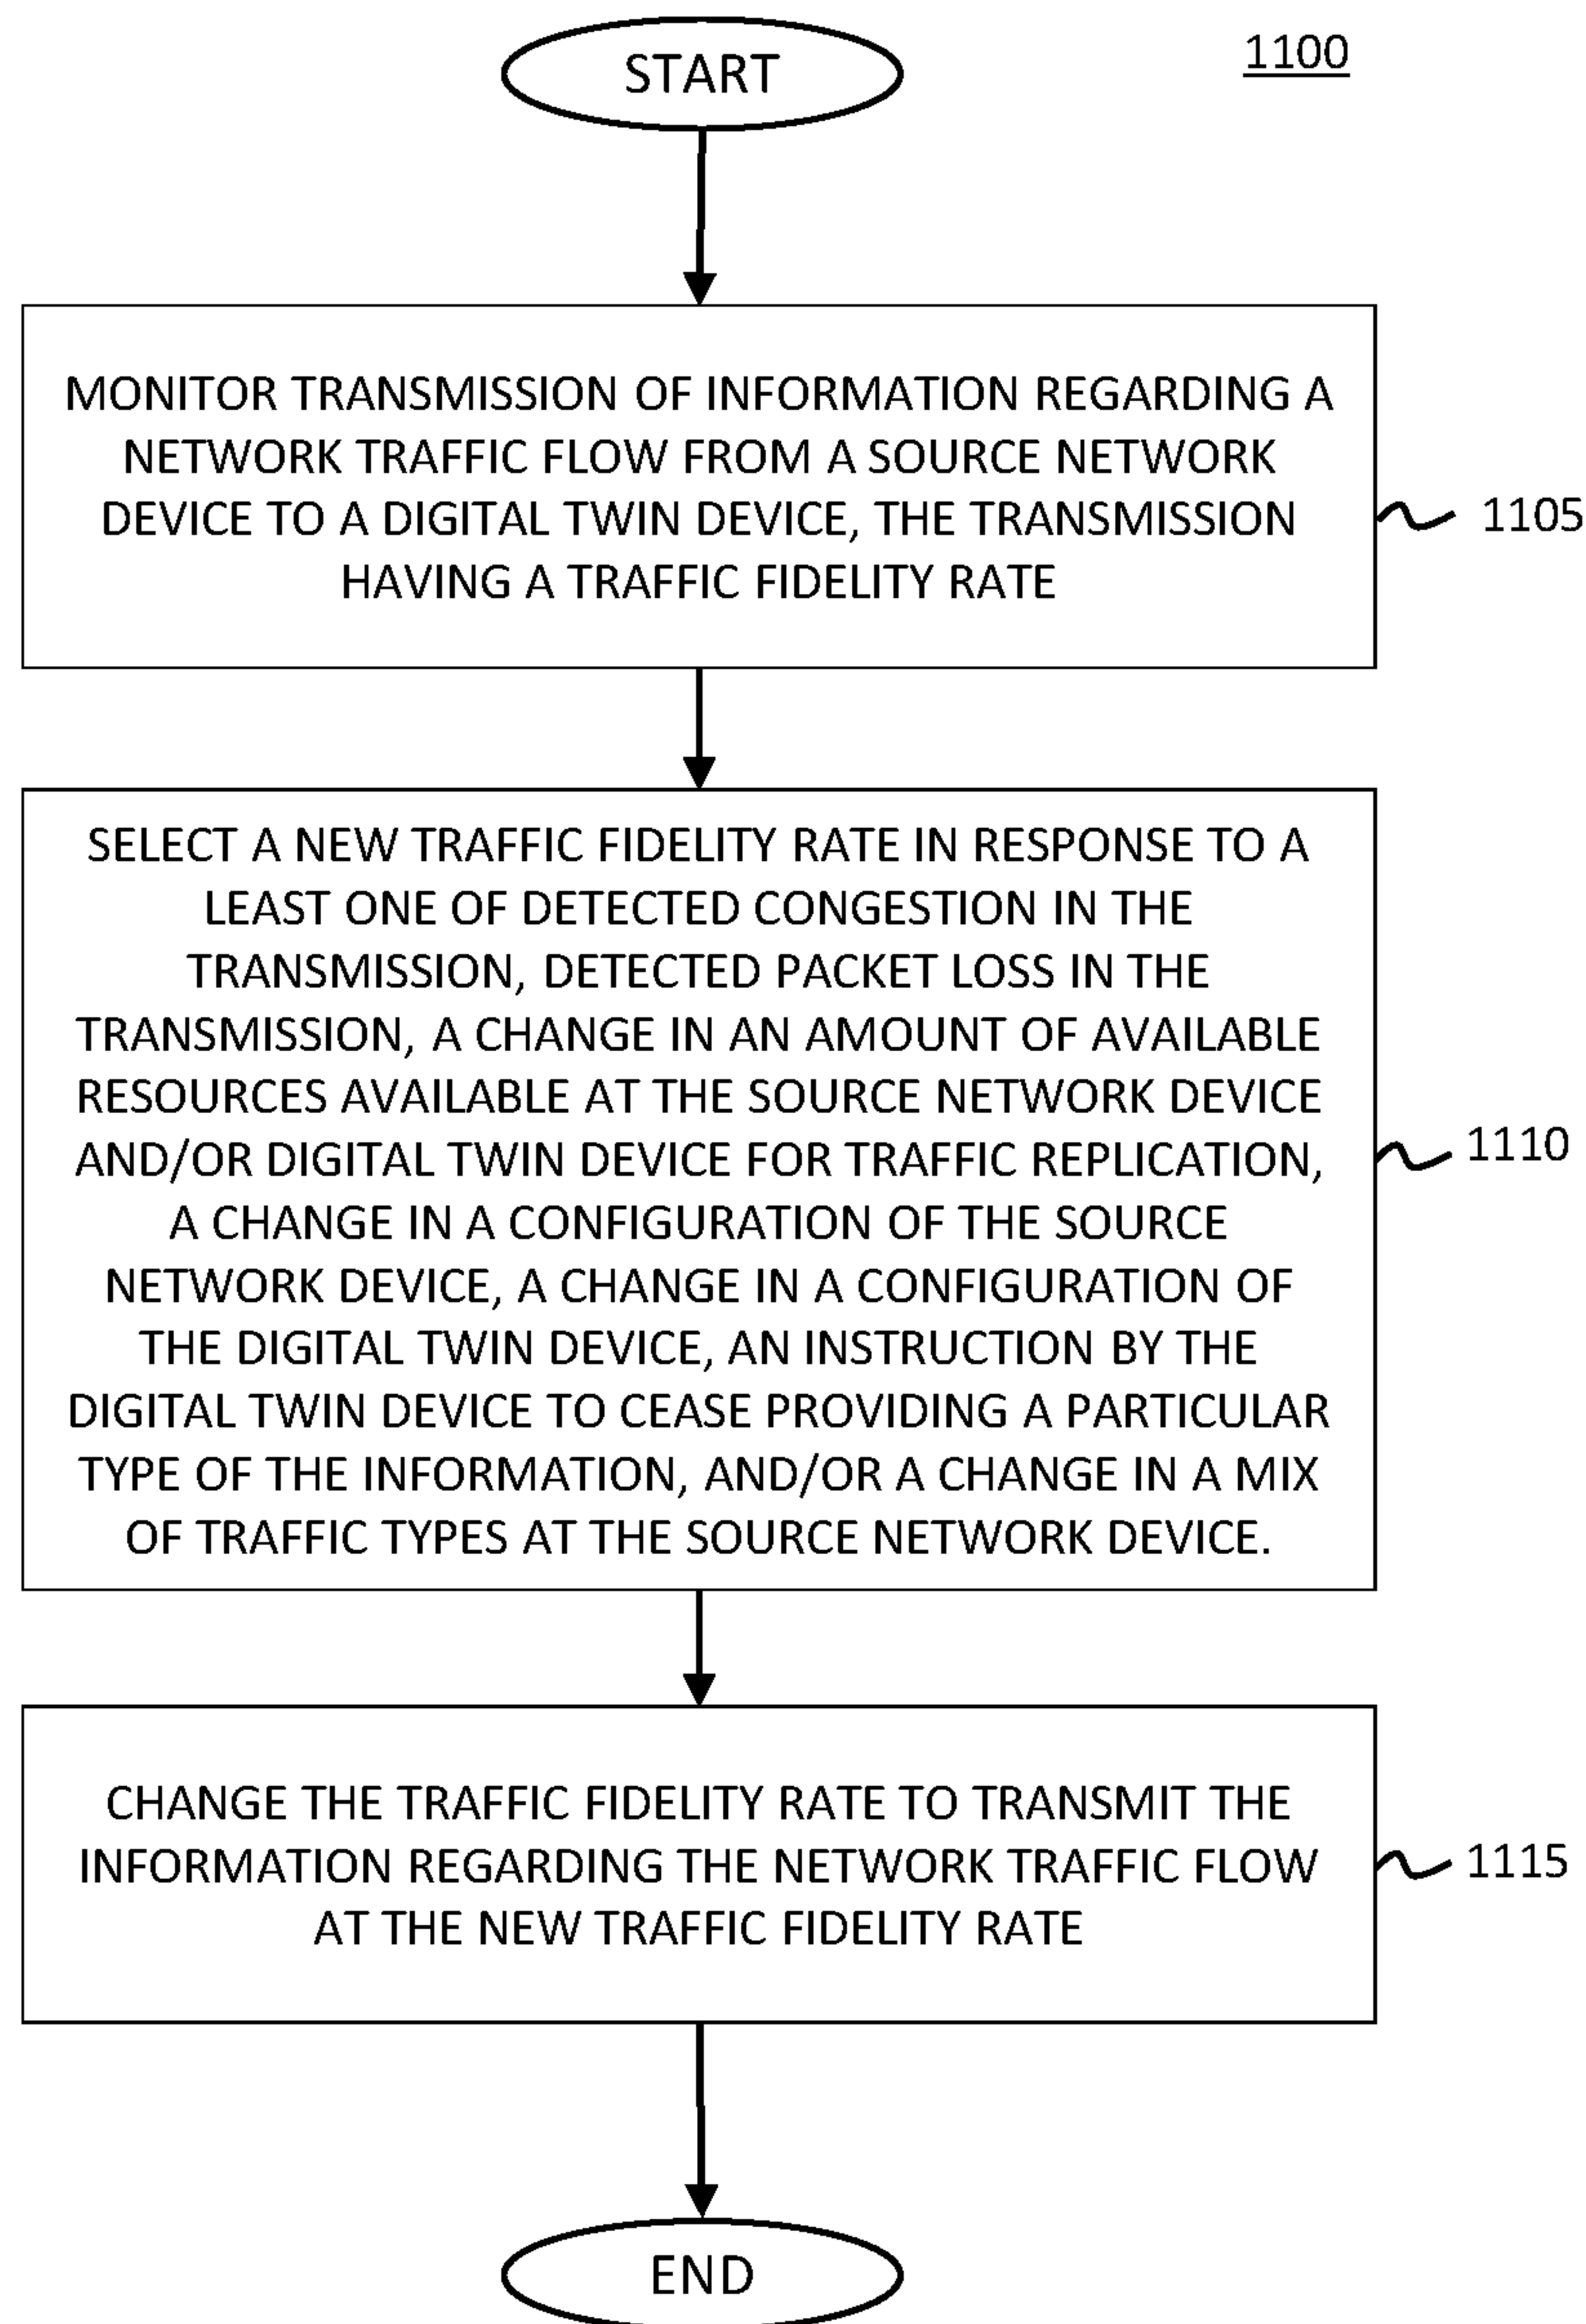 START
1100
MONITOR TRANSMISSION OF INFORMATION REGARDING A
NETWORK TRAFFIC FLOW FROM A SOURCE NETWORK
DEVICE TO A DIGITAL TWIN DEVICE, THE TRANSMISSION
HAVING A TRAFFIC FIDELITY RATE
1105
SELECT A NEW TRAFFIC FIDELITY RATE IN RESPONSE TO A
LEAST ONE OF DETECTED CONGESTION IN THE
TRANSMISSION, DETECTED PACKET LOSS IN THE
TRANSMISSION, A CHANGE IN AN AMOUNT OF AVAILABLE
RESOURCES AVAILABLE AT THE SOURCE NETWORK DEVICE
AND/OR DIGITAL TWIN DEVICE FOR TRAFFIC REPLICATION,
A CHANGE IN A CONFIGURATION OF THE SOURCE
NETWORK DEVICE, A CHANGE IN A CONFIGURATION OF
THE DIGITAL TWIN DEVICE, AN INSTRUCTION BY THE
DIGITAL TWIN DEVICE TO CEASE PROVIDING A PARTICULAR
TYPE OF THE INFORMATION, AND/OR A CHANGE IN A MIX
OF TRAFFIC TYPES AT THE SOURCE NETWORK DEVICE.
1110
CHANGE THE TRAFFIC FIDELITY RATE TO TRANSMIT THE
INFORMATION REGARDING THE NETWORK TRAFFIC FLOW
AT THE NEW TRAFFIC FIDELITY RATE
1115
END